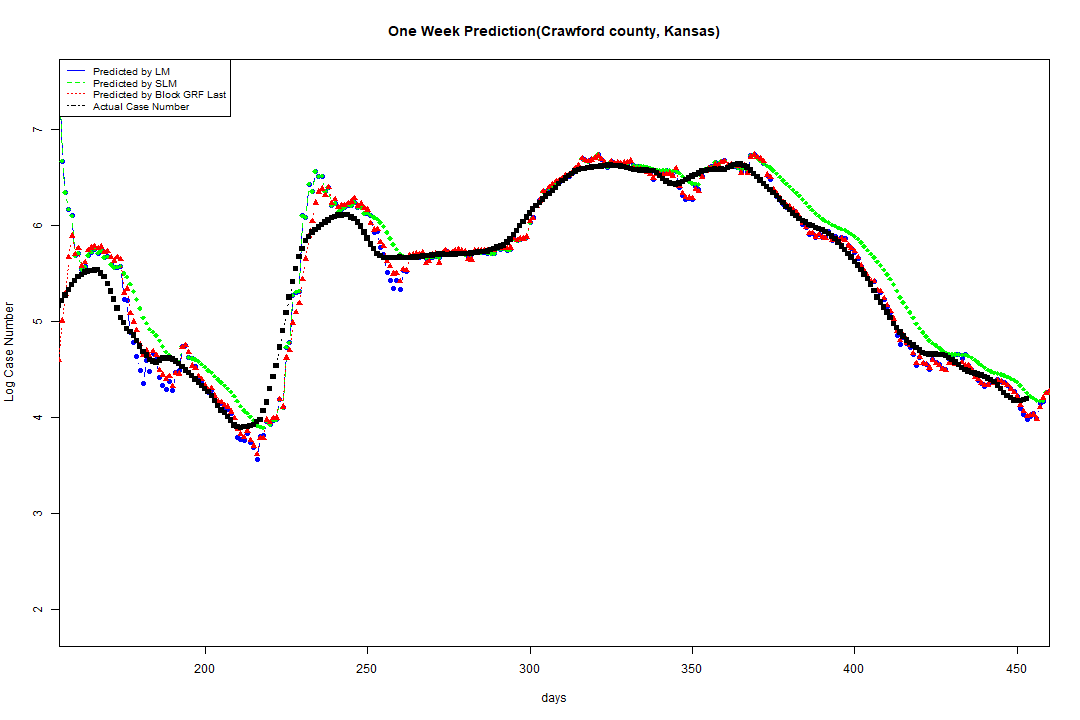 One Week Prediction(Crawford county, Kansas)
Predicted by LM
Predicted by SLM
Predicted by Block GRF Last
Actual Case Number
Log Case Number
7
6
5
4
3
2
200 250 300 350 400 450
days